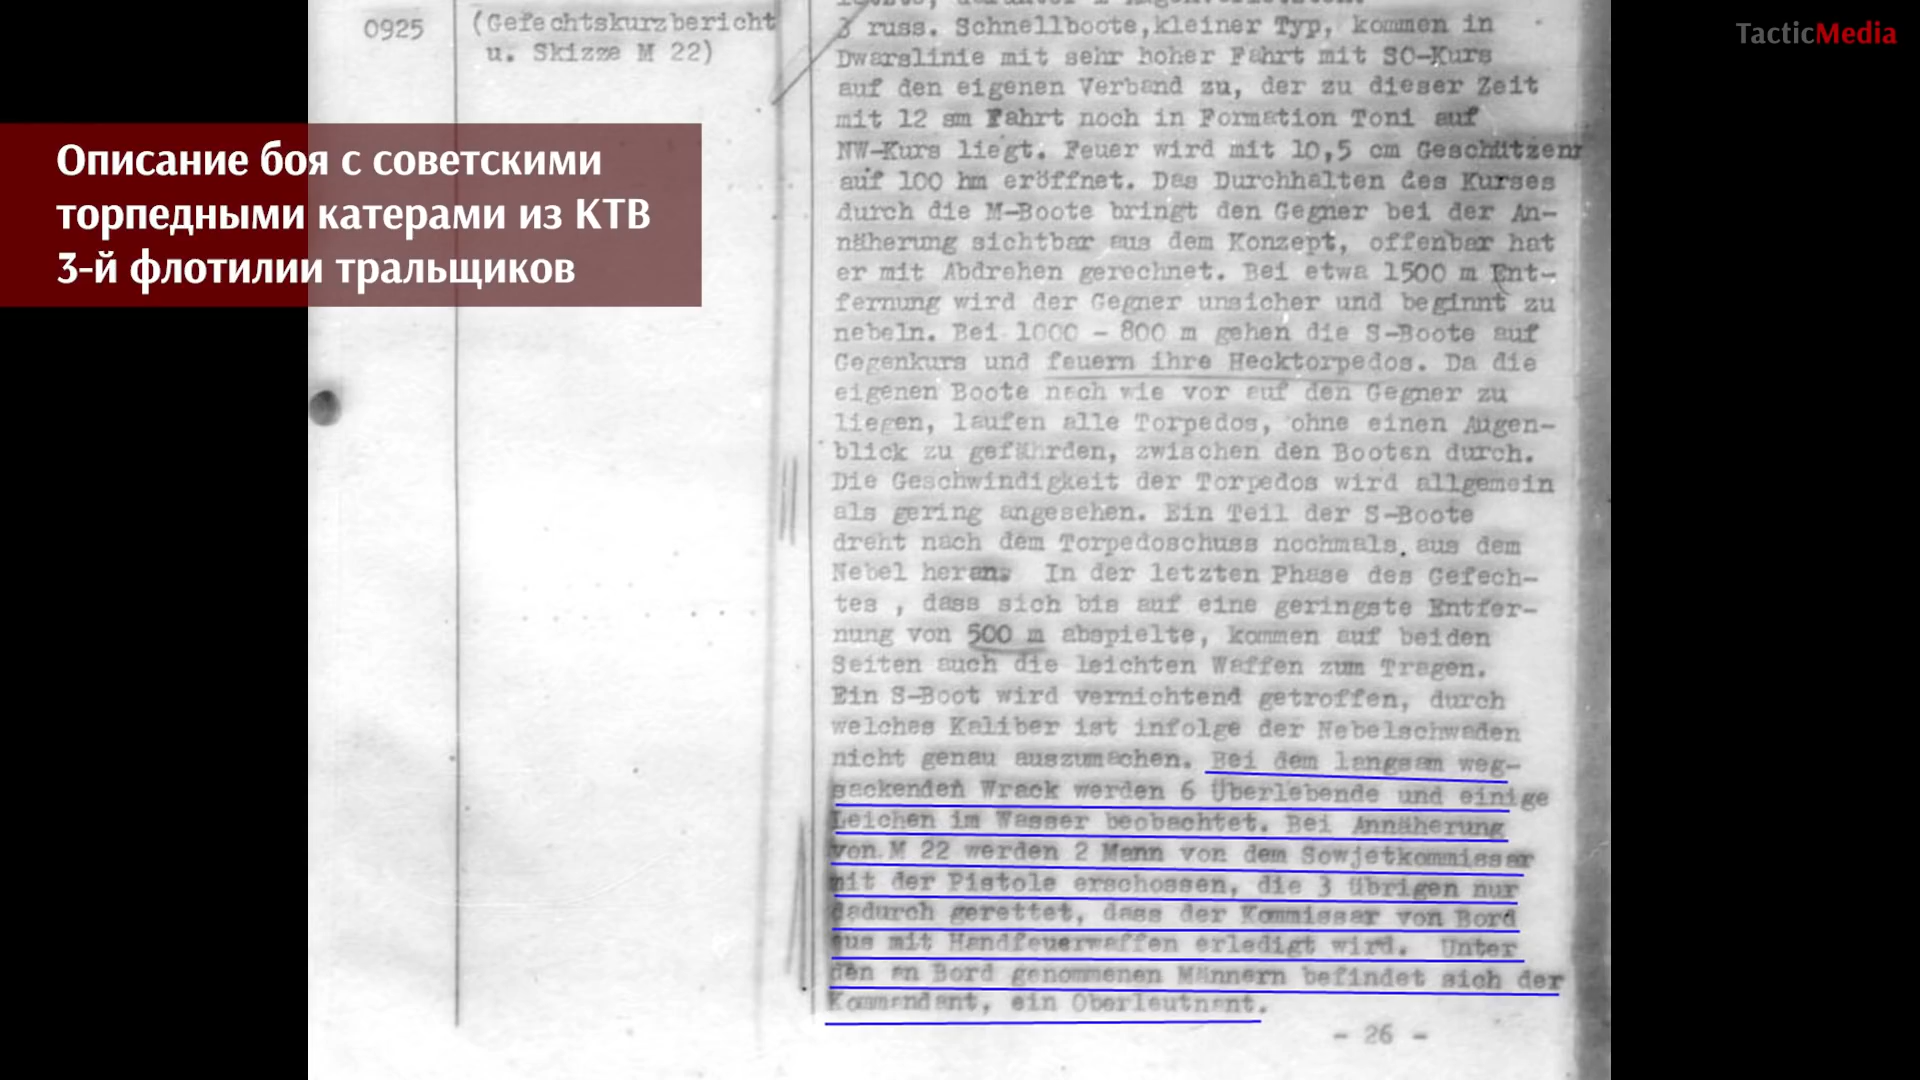 TacticMedia
Описание боя с советскими
торпедными катерами из КТВ
3-й флотилии тральщиков
0925
(Gefechtskurzbericht
u. Skizze M 22)
3 russ. Schnellboote,kleiner Typ, kommen in
Dwarslinie mit sehr hoher Fahrt mit SO-Kurs
auf den eigenen Verband zu, der zu dieser Zeit
mit 12 sm Fahrt noch in Formation Toni auf
NW-Kurs liegt. Feuer wird mit 10,5 cm Geschützenr
auf 100 hm eröffnet. Das Durchhalten des Kurses
durch die M-Boote bringt den Gegner bei der An-
näherung sichtbar aus dem Konzept, offenbar hat
er mit Abdrehen gerechnet. Bei etwa 1500 m Ent-
fernung wird der Gegner unsicher und beginnt zu
nebeln. Bei 1000 - 800 m gehen die S-Boote auf
Gegenkurs und feuern ihre Hecktorpedos. Da die
eigenen Boote nach wie vor auf den Gegner zu
liegen, laufen alle Torpedos, ohne einen Augen-
blick zu gefährden, zwischen den Booten durch.
Die Geschwindigkeit der Torpedos wird allgemein
als gering angesehen. Ein Teil der S-Boote
dreht nach dem Torpedoschuss nochmals aus dem
Nebel heran. In der letzten Phase des Gefech-
tes , dass sich bis auf eine geringste Entfer-
nung von 500 m abspielte, kommen auf beiden
Seiten auch die leichten Waffen zum Tragen.
Ein S-Boot wird vernichtend getroffen, durch
welches Kaliber ist infolge der Nebelschwaden
nicht genau auszumachen. Bei dem langsam weg-
sackenden Wrack werden 6 Überlebende und einige
Leichen im Wasser beobachtet. Bei Annäherung
von M 22 werden 2 Mann von dem Sowjetkommissar
mit der Pistole erschossen, die 3 übrigen nur
dadurch gerettet, dass der Kommissar von Bord
aus mit Handfeuerwaffen erledigt wird. Unter
den an Bord genommenen Männern befindet sich der
Kommandant, ein Oberleutnant.
- 26 -